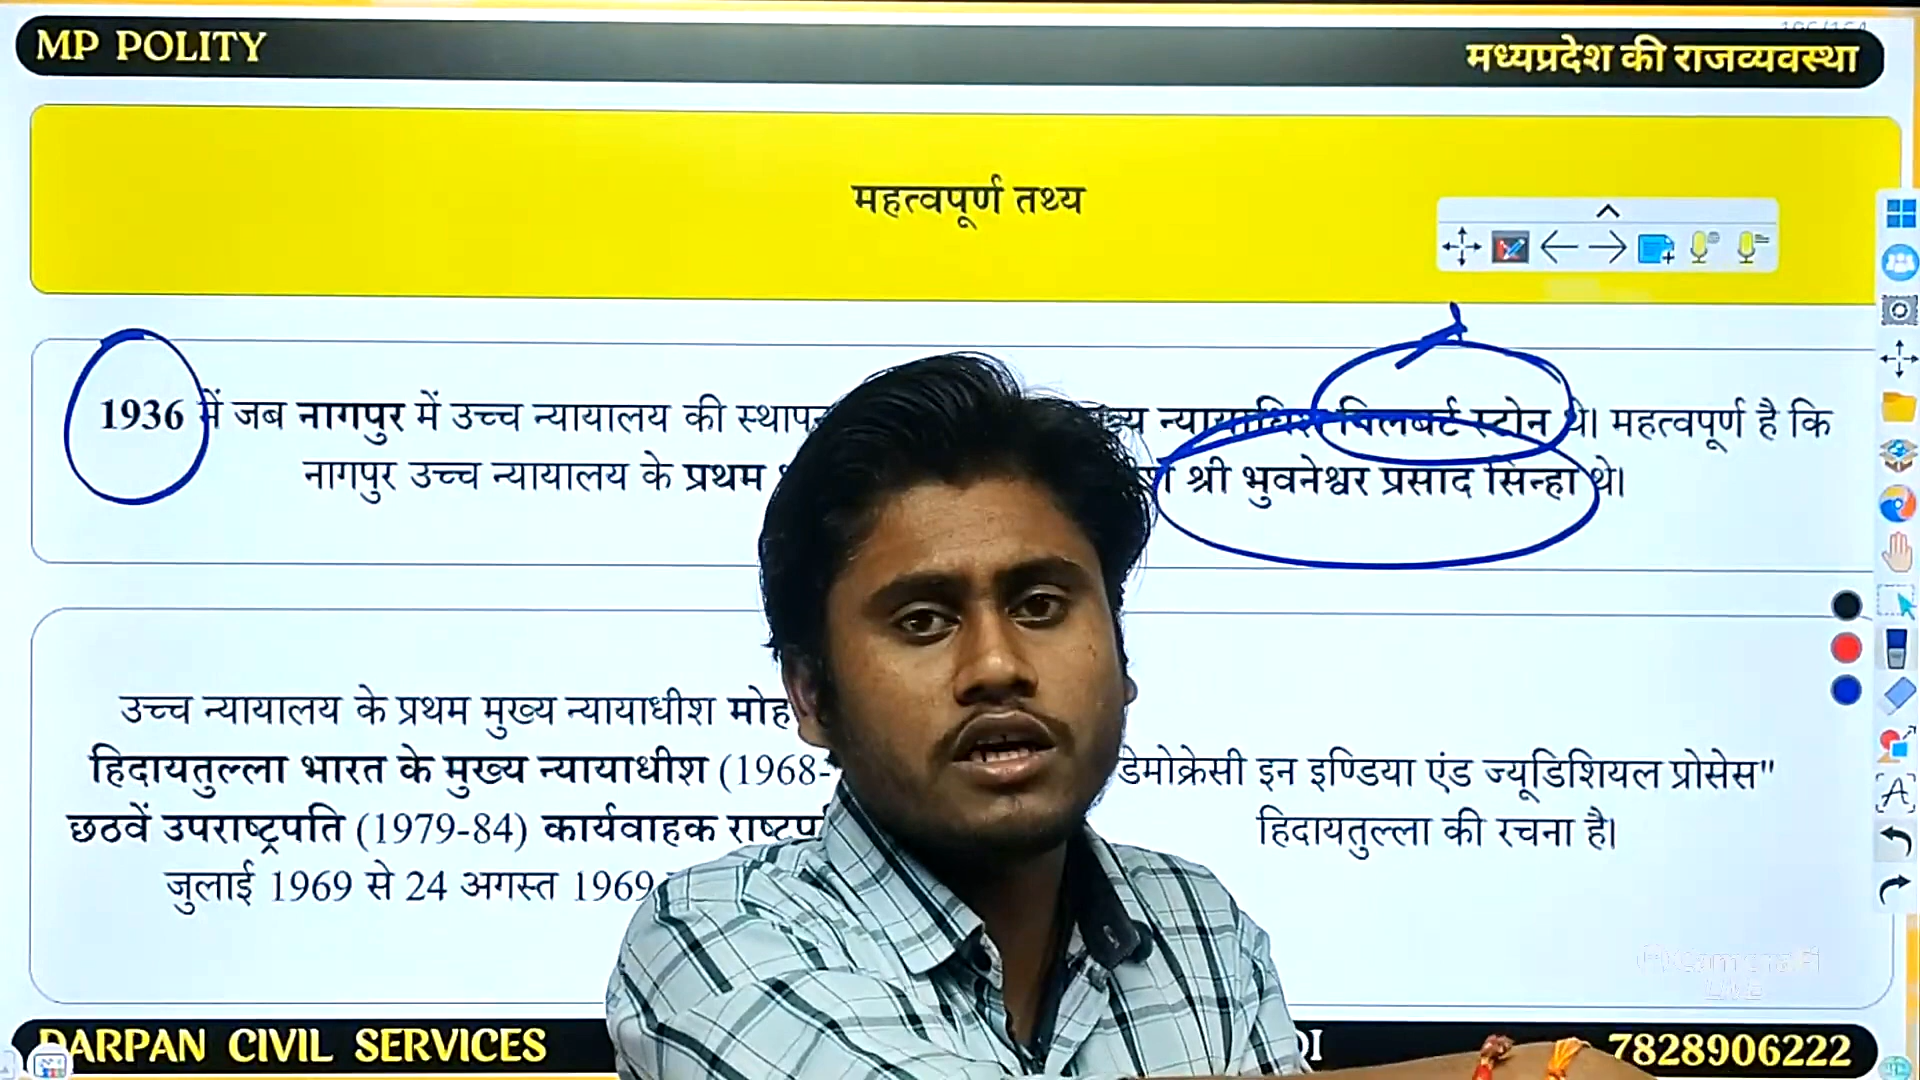 MP POLITY
मध्यप्रदेश की राजव्यवस्था
महत्वपूर्ण तथ्य
1936 में जब नागपुर में उच्च न्यायालय की न्यायाधिश गिलबर्ट स्टोन थे। महत्वपूर्ण है कि
नागपुर उच्च न्यायालय के प्रथम श्री भुवनेश्वर प्रसाद सिन्हा थे।
उच्च न्यायालय के प्रथम मुख्य न्यायाधीश
हिदायतुल्ला भारत के मुख्य न्यायाधीश (1968-
छठवें उपराष्ट्रपति (1979-84) कार्यवाहक
जुलाई 1969 से 24 अगस्त 1969
डेमोक्रेसी इन इण्डिया एंड ज्यूडिशियल प्रोसेस"
हिदायतुल्ला की रचना है।
DARPAN CIVIL SERVICES
7828906222